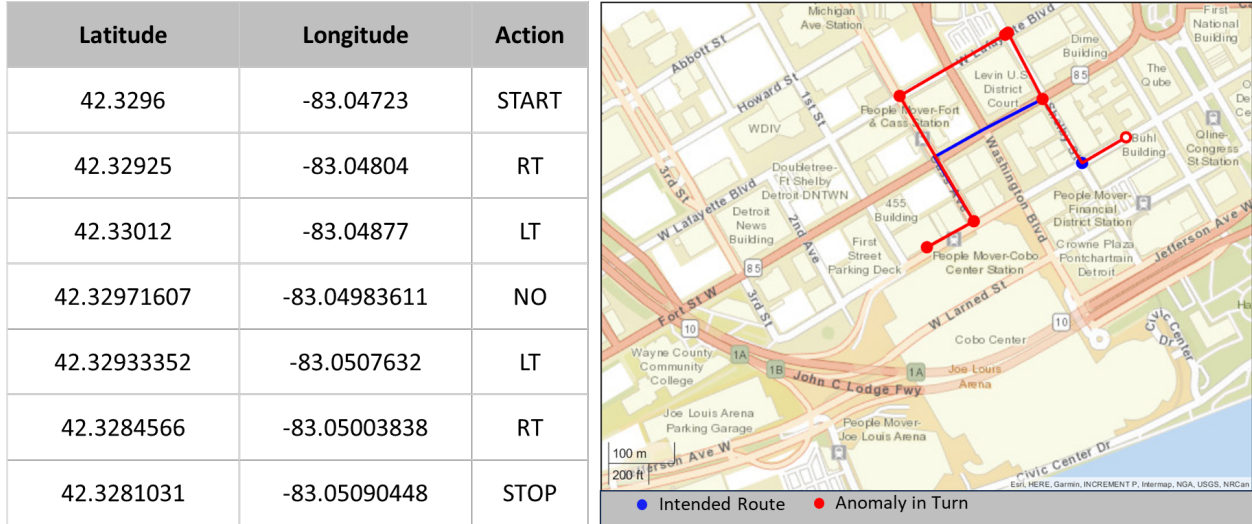 Latitude Longitude Action
42.3296 -83.04723 START
42.32925 -83.04804 RT
42.33012 -83.04877 LT
42.32971607 -83.04983611 NO
42.32933352 -83.0507632 LT
42.3284566 -83.05003838 RT
42.3281031 -83.05090448 STOP
Michigan
Ave Station
W Lafayette Blvd
First
National
Building
Dime
Building
Abbott St
Levin U.S.
District
Court
85
The
Qube
Howard St
1st St
People Mover-Fort
& Cass Station
WDIV
Shelby St
Buhl
Building
Qline-
Congress
St Station
Washington Blvd
Doubletree-
Ft Shelby
Detroit-DNTWN
Cass Ave
3rd St
W Lafayette Blvd
2nd Ave
455
Building
People Mover-
Financial
District Station
Detroit
News
Building
First
Street
Parking Deck
People Mover-Cobo
Center Station
Crowne Plaza
Pontchartrain
Detroit
Jefferson Ave W
85
3rd St
Fort St W
W Larned St
10
10
Cobo Center
Civic Center
Dr
Wayne County
Community
College
1A
1B
1A
Joe Louis
Arena
John C Lodge Fwy
Joe Louis Arena
Parking Garage
People Mover-
Joe Louis Arena
100 m
200 ft
erson Ave W
Civic Center Dr
Esri, HERE, Garmin, INCREMENT P, Intermap, NGA, USGS, NRCan
Intended Route Anomaly in Turn